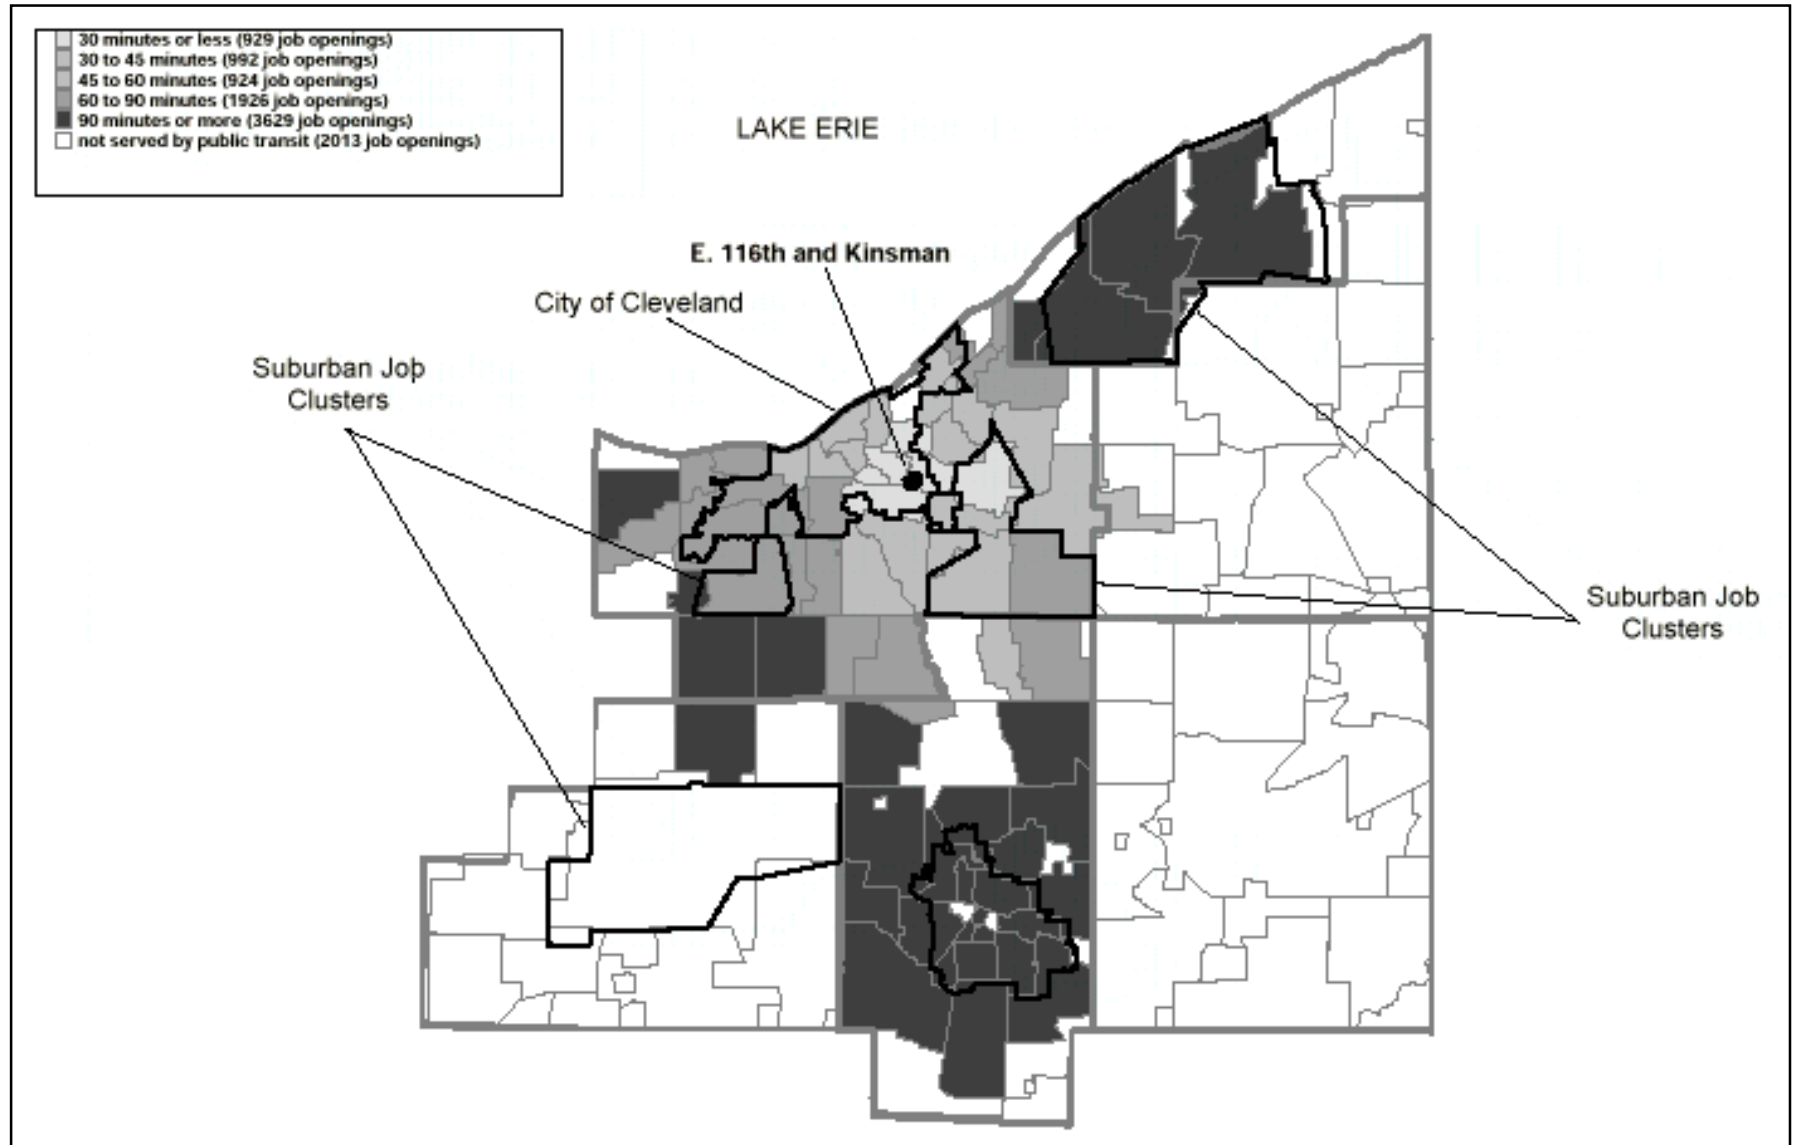 30 minutes or less (929 job openings)
30 to 45 minutes (992 job openings)
45 to 60 minutes (924 job openings)
60 to 90 minutes (1926 job openings)
90 minutes or more (3629 job openings)
not served by public transit (2013 job openings)
LAKE ERIE
E. 116th and Kinsman
City of Cleveland
Suburban Job
Clusters
Suburban Job
Clusters